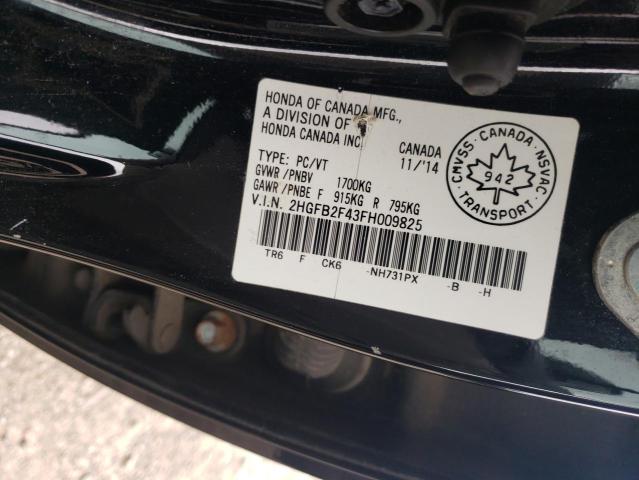 HONDA OF CANADA MFG.,
A DIVISION OF
HONDA CANADA INC. CANADA
TYPE: PC/VT 11/'14
GVWR/PNBV 1700KG
GAWR/PNBE F 915KG R 795KG
V.I.N. 2HGFB2F43FH009825
TR6 F CK6 -NH731PX -B -H
CMVSS · CANADA · NSVAC
942
TRANSPORT